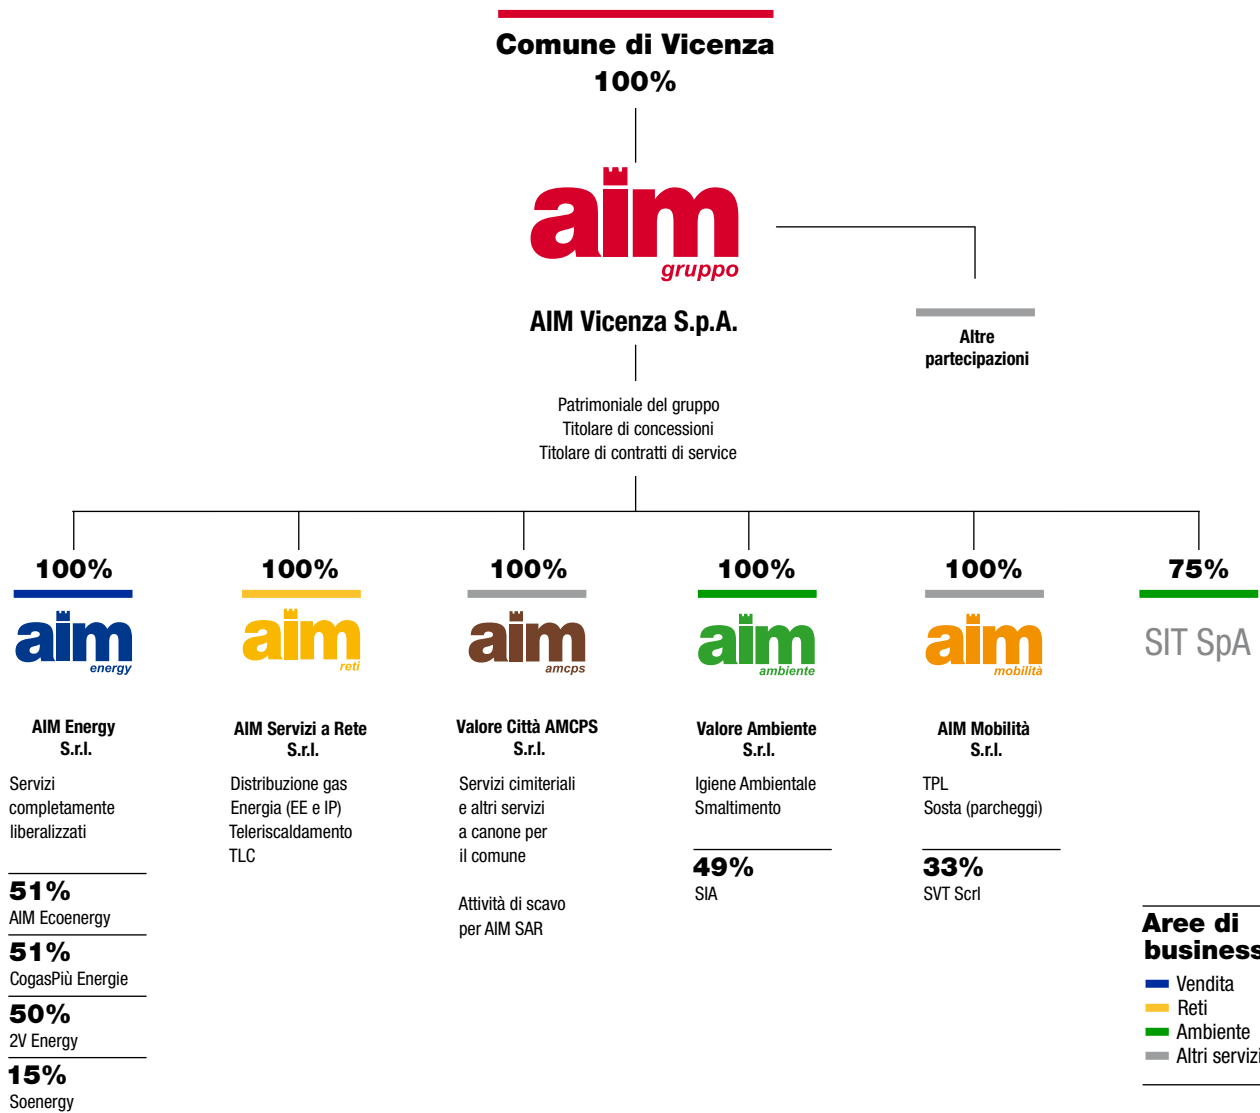 Comune di Vicenza
100%
aim
gruppo
AIM Vicenza S.p.A.
Altre
partecipazioni
Patrimoniale del gruppo
Titolare di concessioni
Titolare di contratti di service
100%
aim
energy
AIM Energy
S.r.l.
Servizi
completamente
liberalizzati
51%
AIM Ecoenergy
51%
CogasPiù Energie
50%
2V Energy
15%
Soenergy
100%
aim
reti
AIM Servizi a Rete
S.r.l.
Distribuzione gas
Energia (EE e IP)
Teleriscaldamento
TLC
100%
aim
amcps
Valore Città AMCPS
S.r.l.
Servizi cimiteriali
e altri servizi
a canone per
il comune
Attività di scavo
per AIM SAR
100%
aim
ambiente
Valore Ambiente
S.r.l.
Igiene Ambientale
Smaltimento
49%
SIA
100%
aim
mobilità
AIM Mobilità
S.r.l.
TPL
Sosta (parcheggi)
33%
SVT Scrl
75%
SIT SpA
Aree di
business
Vendita
Reti
Ambiente
Altri servizi